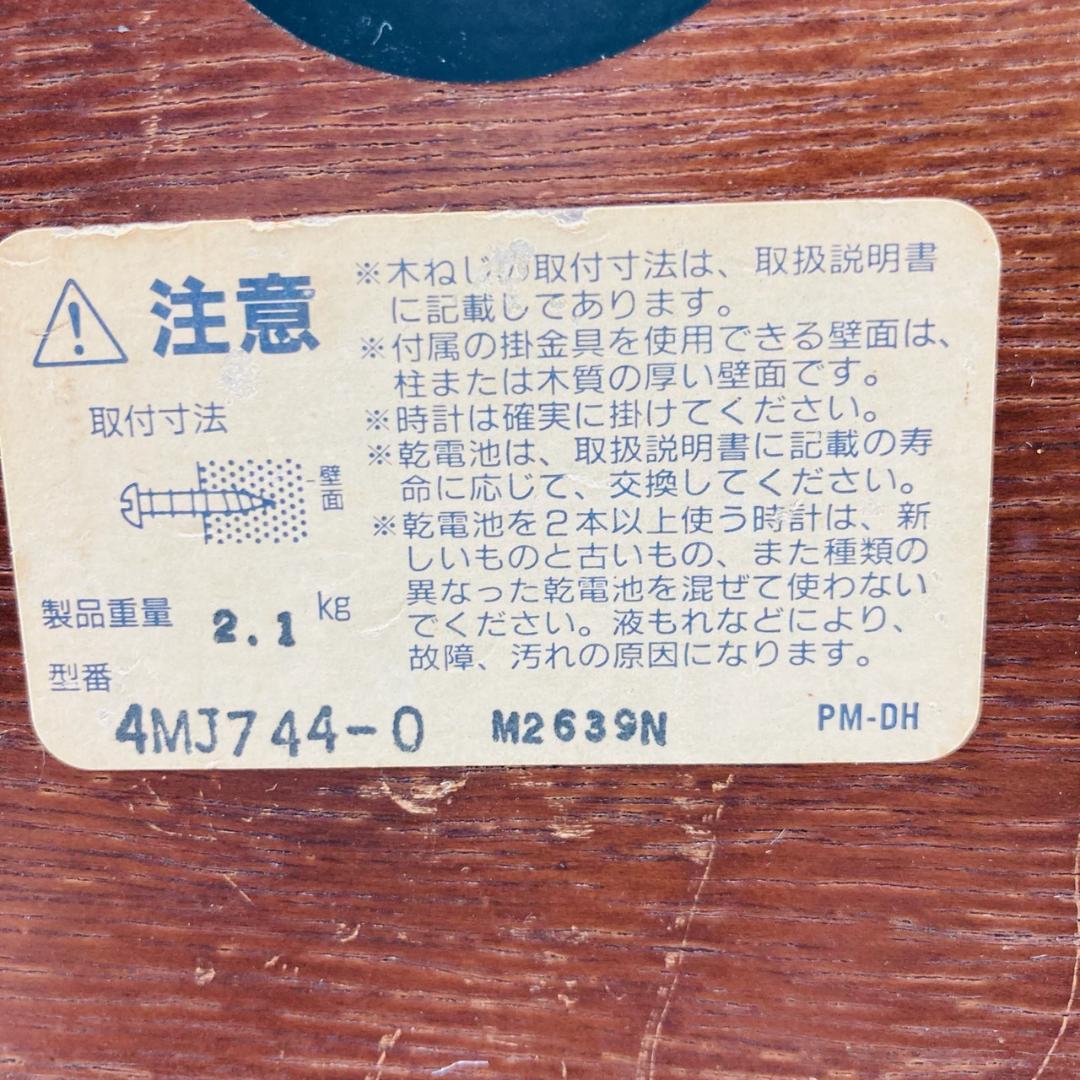 注意
取付寸法
壁面
製品重量 2.1 kg
型番
4MJ744-0 M2639N
PM-DH
※木ねじの取付寸法は、取扱説明書
に記載してあります。
※付属の掛金具を使用できる壁面は、
柱または木質の厚い壁面です。
※時計は確実に掛けてください。
※乾電池は、取扱説明書に記載の寿
命に応じて、交換してください。
※乾電池を2本以上使う時計は、新
しいものと古いもの、また種類の
異なった乾電池を混ぜて使わない
でください。液もれなどにより、
故障、汚れの原因になります。